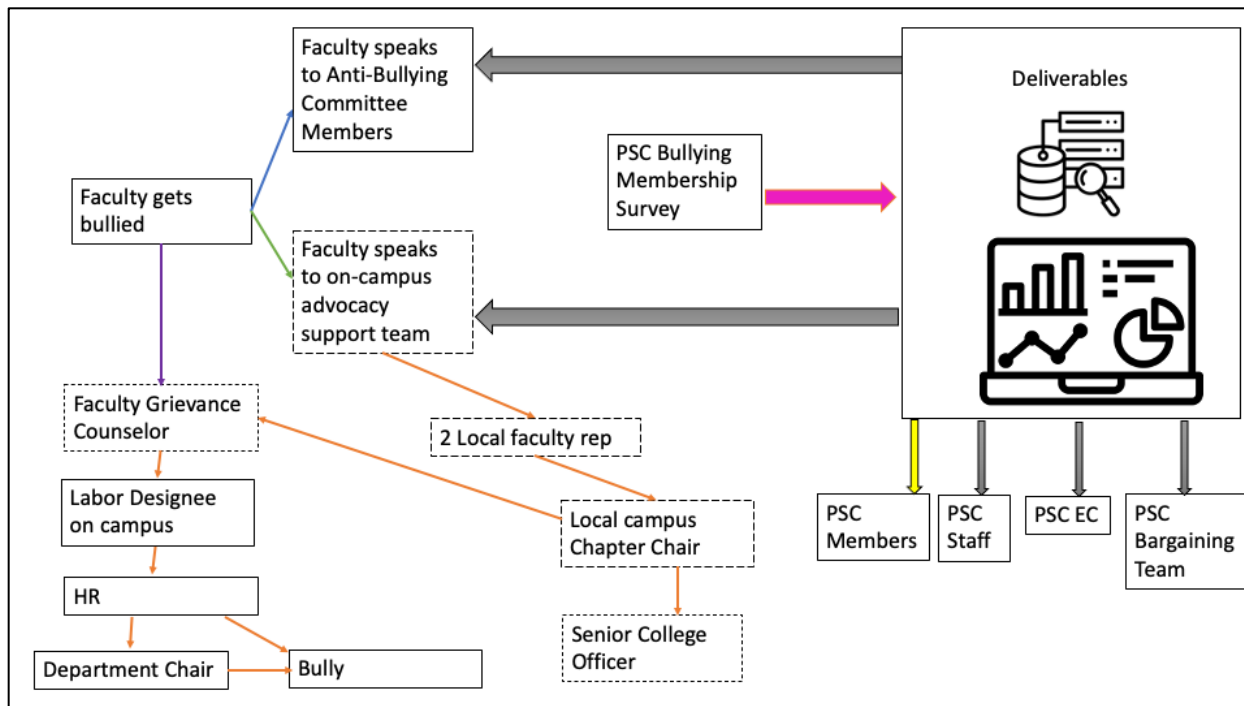 Faculty speaks
to Anti-Bullying
Committee
Members
Deliverables
PSC Bullying
Membership
Survey
Faculty gets
bullied
Faculty speaks
to on-campus
advocacy
support team
Faculty Grievance
Counselor
2 Local faculty rep
Labor Designee
on campus
Local campus
Chapter Chair
PSC
Members
PSC
Staff
PSC EC
PSC
Bargaining
Team
HR
Senior College
Officer
Department Chair
Bully